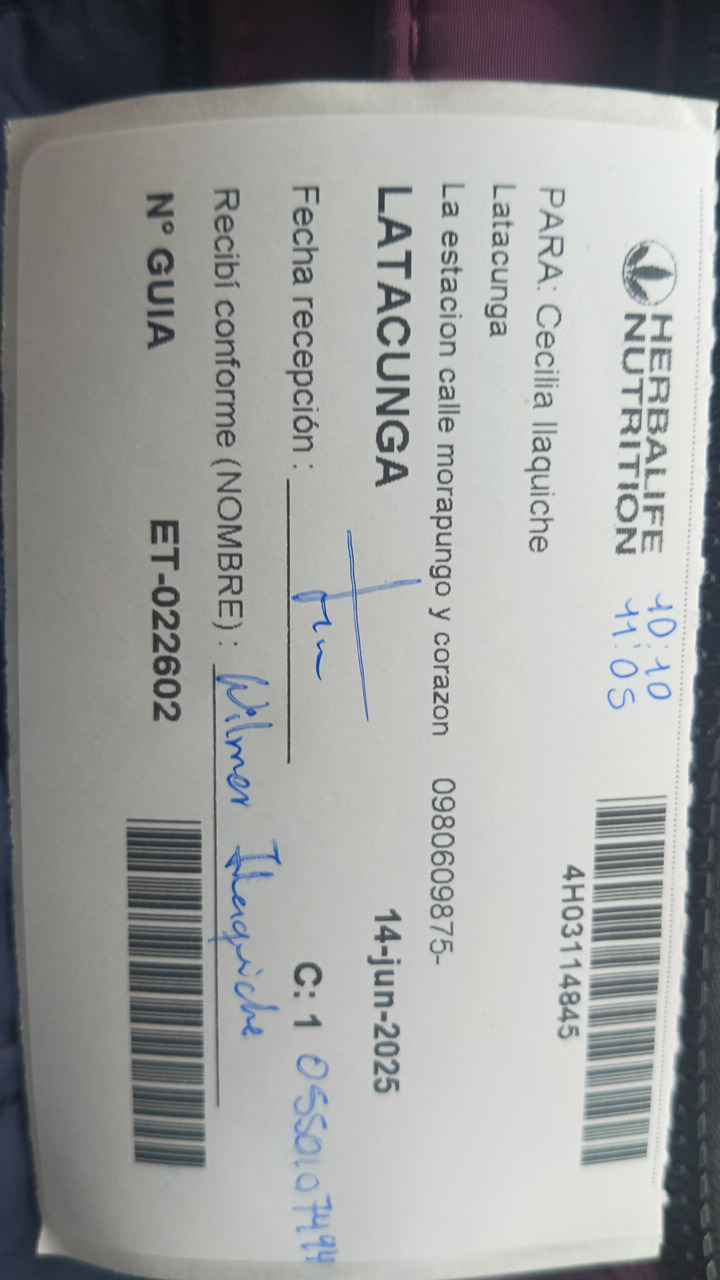 HERBALIFE
NUTRITION
10:10
11:05
4H03114845
PARA: Cecilia llaquiche
Latacunga
La estacion calle morapungo y corazon 0980609875-
LATACUNGA 14-jun-2025
Fecha recepción :
C: 1
Recibí conforme (NOMBRE) : Wilmer Ilaquiche
Nº GUIA ET-022602